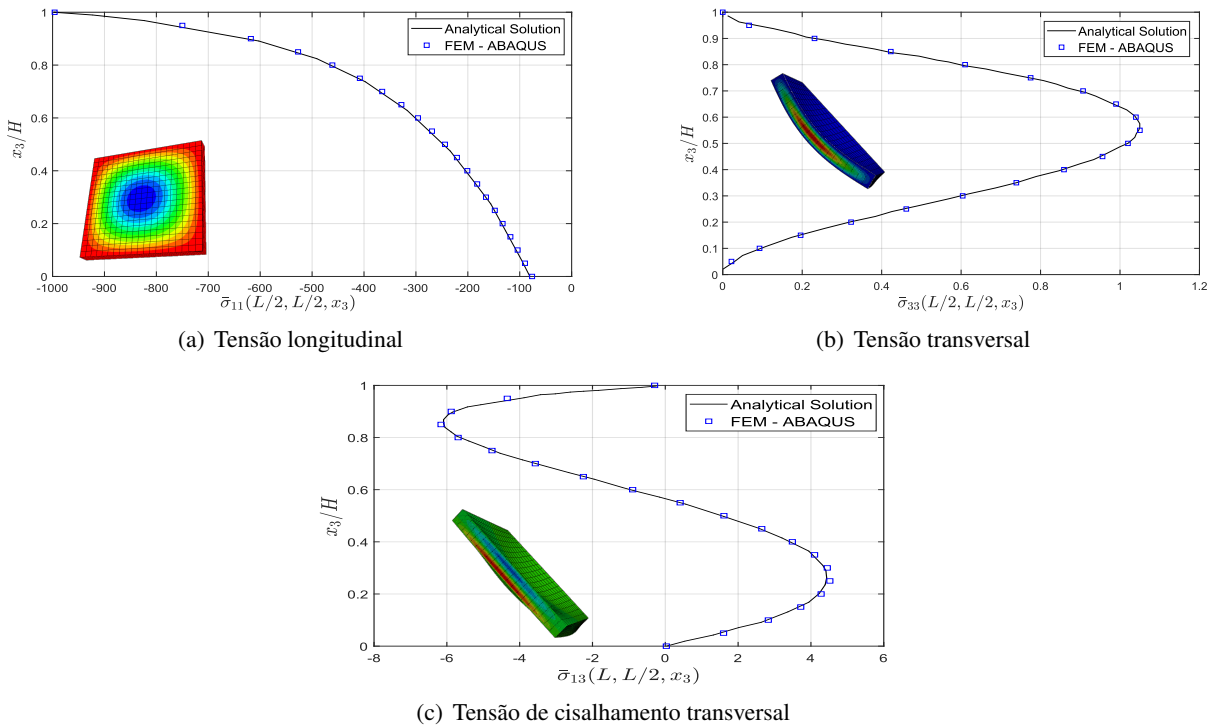 1
0.8
0.6
0.4
0.2
0
x₃/H
-1000 -900 -800 -700 -600 -500 -400 -300 -200 -100 0
σ̄₁₁(L/2, L/2, x₃)
Analytical Solution
FEM - ABAQUS
(a) Tensão longitudinal
1
0.9
0.8
0.7
0.6
0.5
0.4
0.3
0.2
0.1
0
x₃/H
0 0.2 0.4 0.6 0.8 1 1.2
σ̄₃₃(L/2, L/2, x₃)
Analytical Solution
FEM - ABAQUS
(b) Tensão transversal
1
0.8
0.6
0.4
0.2
0
x₃/H
-8 -6 -4 -2 0 2 4 6
σ̄₁₃(L, L/2, x₃)
Analytical Solution
FEM - ABAQUS
(c) Tensão de cisalhamento transversal